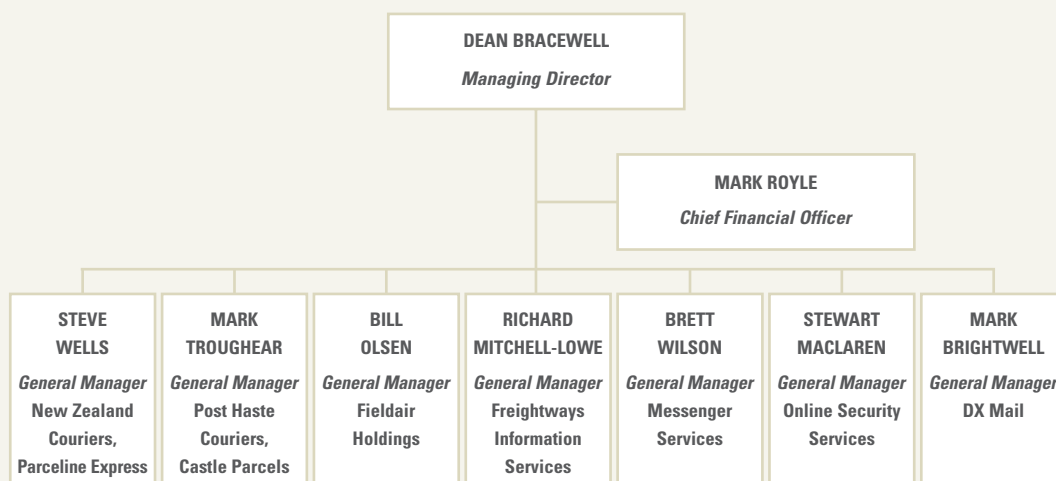 DEAN BRACEWELL
Managing Director
MARK ROYLE
Chief Financial Officer
STEVE
WELLS
General Manager
New Zealand
Couriers,
Parceline Express
MARK
TROUGHEAR
General Manager
Post Haste
Couriers,
Castle Parcels
BILL
OLSEN
General Manager
Fieldair
Holdings
RICHARD
MITCHELL-LOWE
General Manager
Freightways
Information
Services
BRETT
WILSON
General Manager
Messenger
Services
STEWART
MACLAREN
General Manager
Online Security
Services
MARK
BRIGHTWELL
General Manager
DX Mail